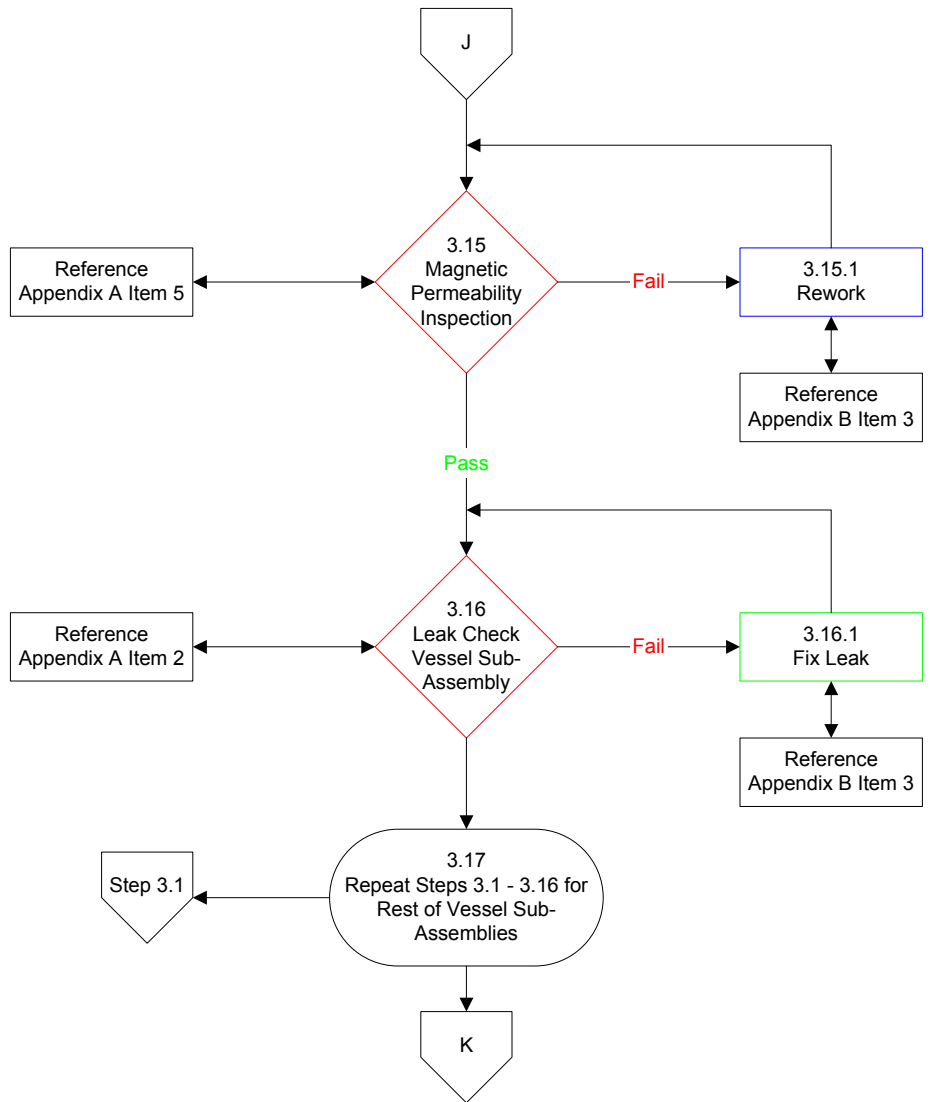 J
3.15
Magnetic
Permeability
Inspection
Reference
Appendix A Item 5
Fail
3.15.1
Rework
Reference
Appendix B Item 3
Pass
3.16
Leak Check
Vessel Sub-
Assembly
Reference
Appendix A Item 2
Fail
3.16.1
Fix Leak
Reference
Appendix B Item 3
3.17
Repeat Steps 3.1 - 3.16 for
Rest of Vessel Sub-
Assemblies
Step 3.1
K